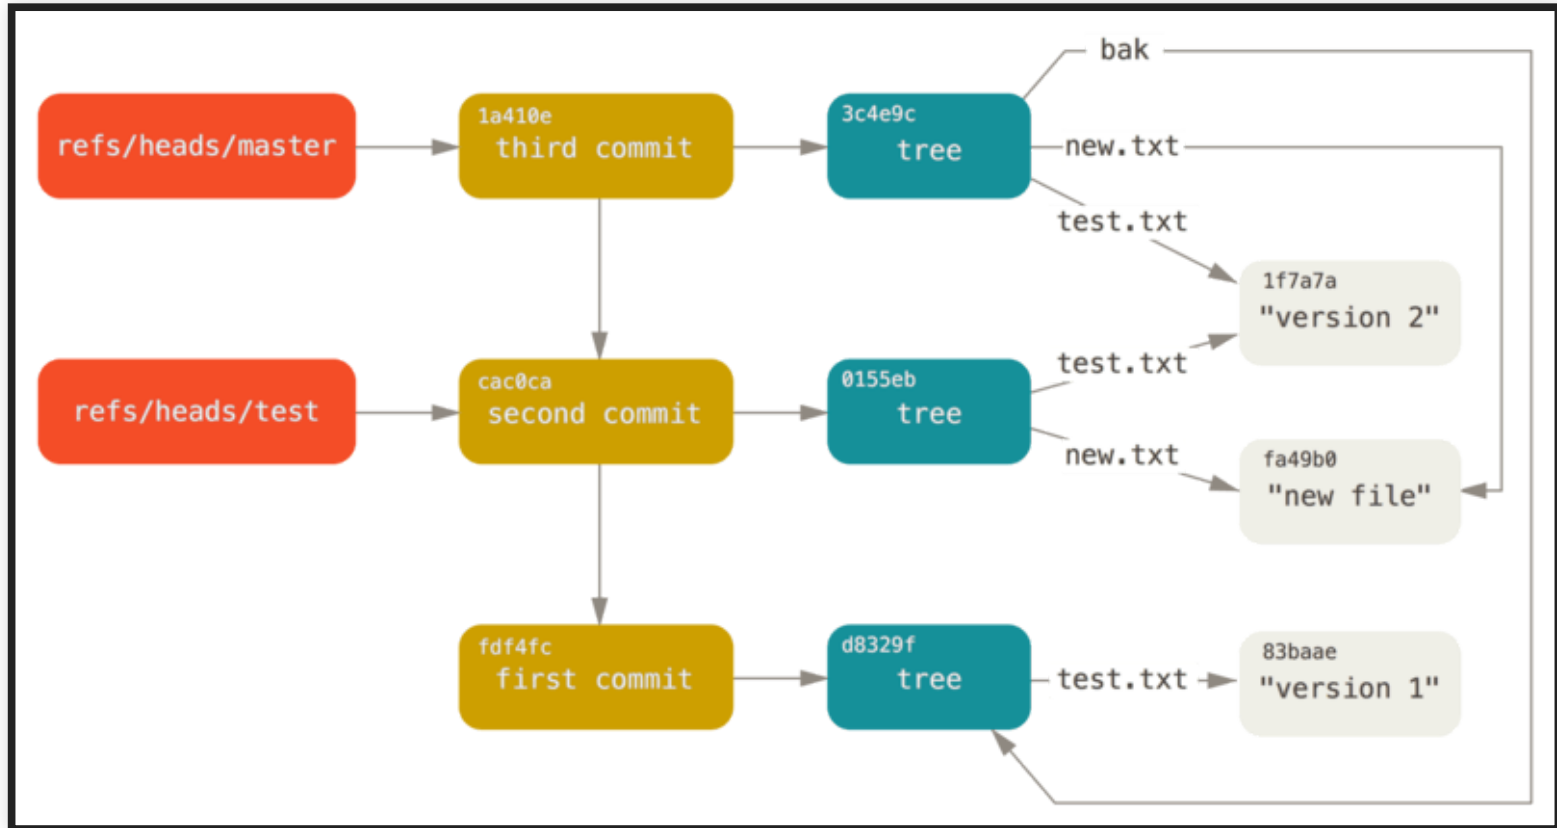 bak
refs/heads/master
1a410e
third commit
3c4e9c
tree
new.txt
test.txt
1f7a7a
"version 2"
refs/heads/test
cac0ca
second commit
0155eb
tree
test.txt
new.txt
fa49b0
"new file"
fdf4fc
first commit
d8329f
tree
test.txt
83baae
"version 1"